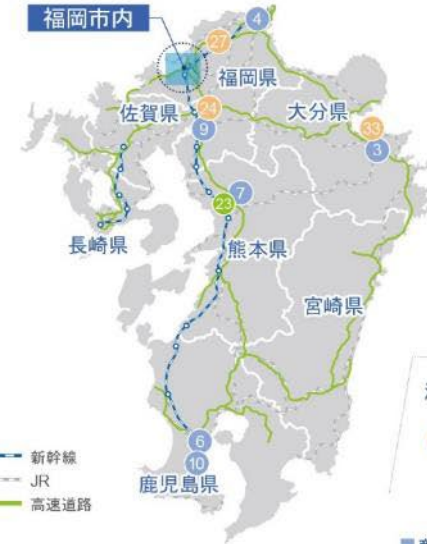 福岡市内
4
27
福岡県
佐賀県
24
大分県
9
33
3
7
23
長崎県
熊本県
宮崎県
6
10
鹿児島県
新幹線
JR
高速道路